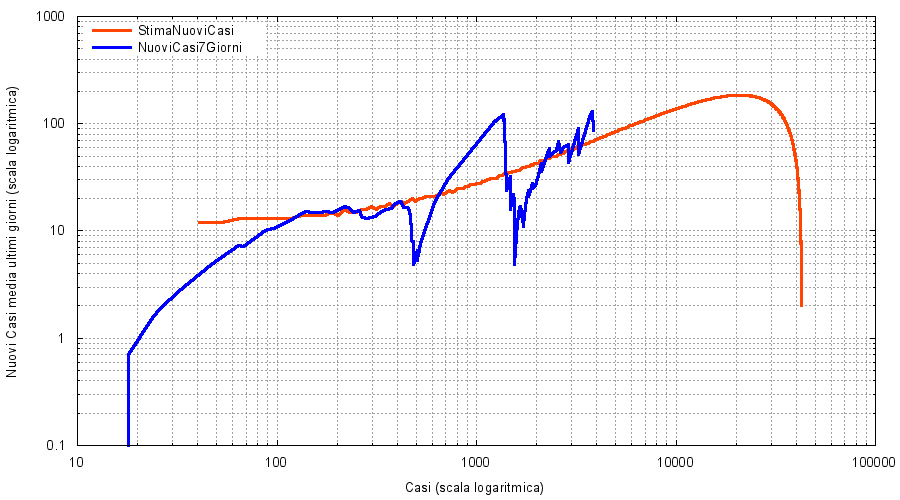 1000
StimaNuoviCasi
NuoviCasi7Giorni
100
10
1
0.1
Nuovi Casi media ultimi giorni (scala logaritmica)
10
100
1000
10000
100000
Casi (scala logaritmica)